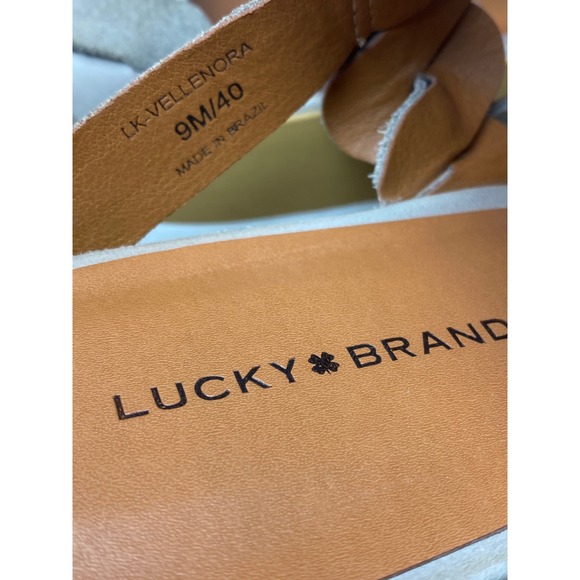 LK-VELLENORA
9M/40
MADE IN BRAZIL
LUCKY BRAND